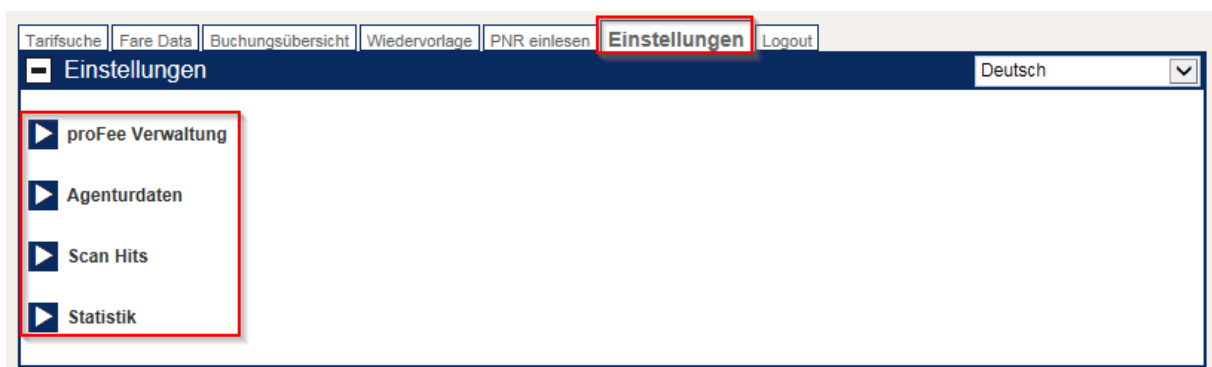 Tarifsuche Fare Data Buchungsübersicht Wiedervorlage PNR einlesen Einstellungen Logout
Einstellungen Deutsch
proFee Verwaltung
Agenturdaten
Scan Hits
Statistik